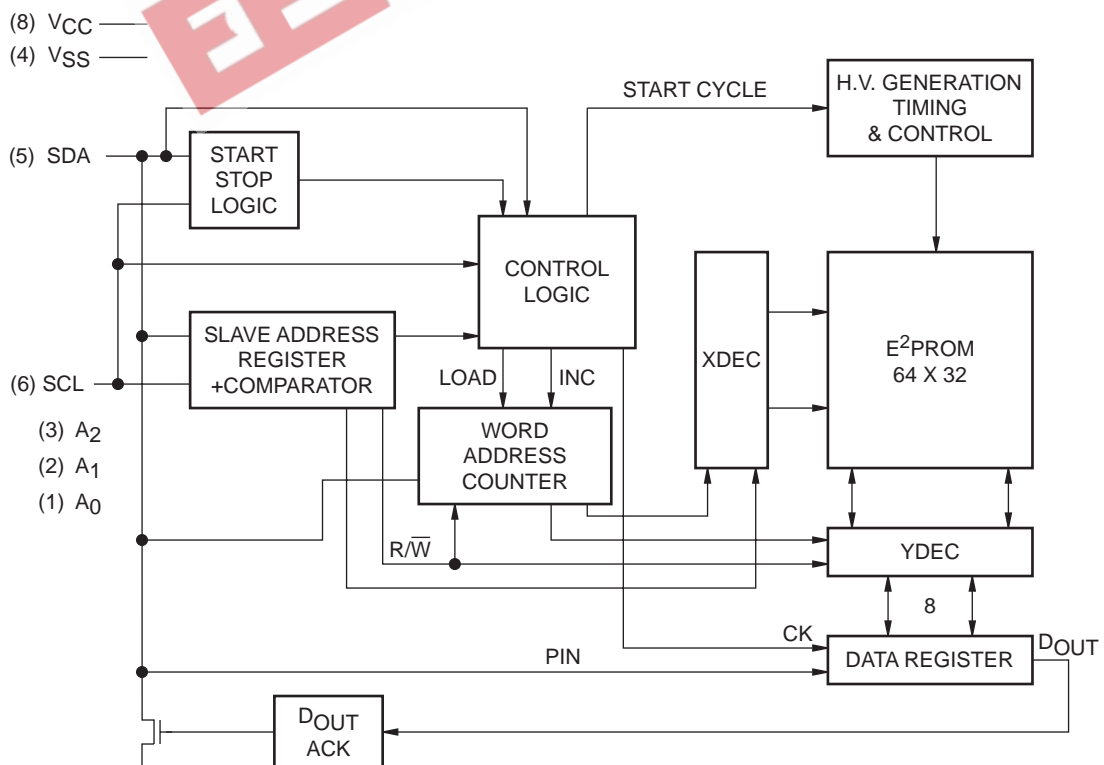 (8) VCC
(4) VSS
(5) SDA
START
STOP
LOGIC
START CYCLE
H.V. GENERATION
TIMING
& CONTROL
CONTROL
LOGIC
SLAVE ADDRESS
REGISTER
+COMPARATOR
(6) SCL
(3) A2
(2) A1
(1) A0
LOAD
INC
WORD
ADDRESS
COUNTER
XDEC
E2PROM
64 X 32
R/W̅
YDEC
8
CK
PIN
DATA REGISTER
DOUT
DOUT
ACK